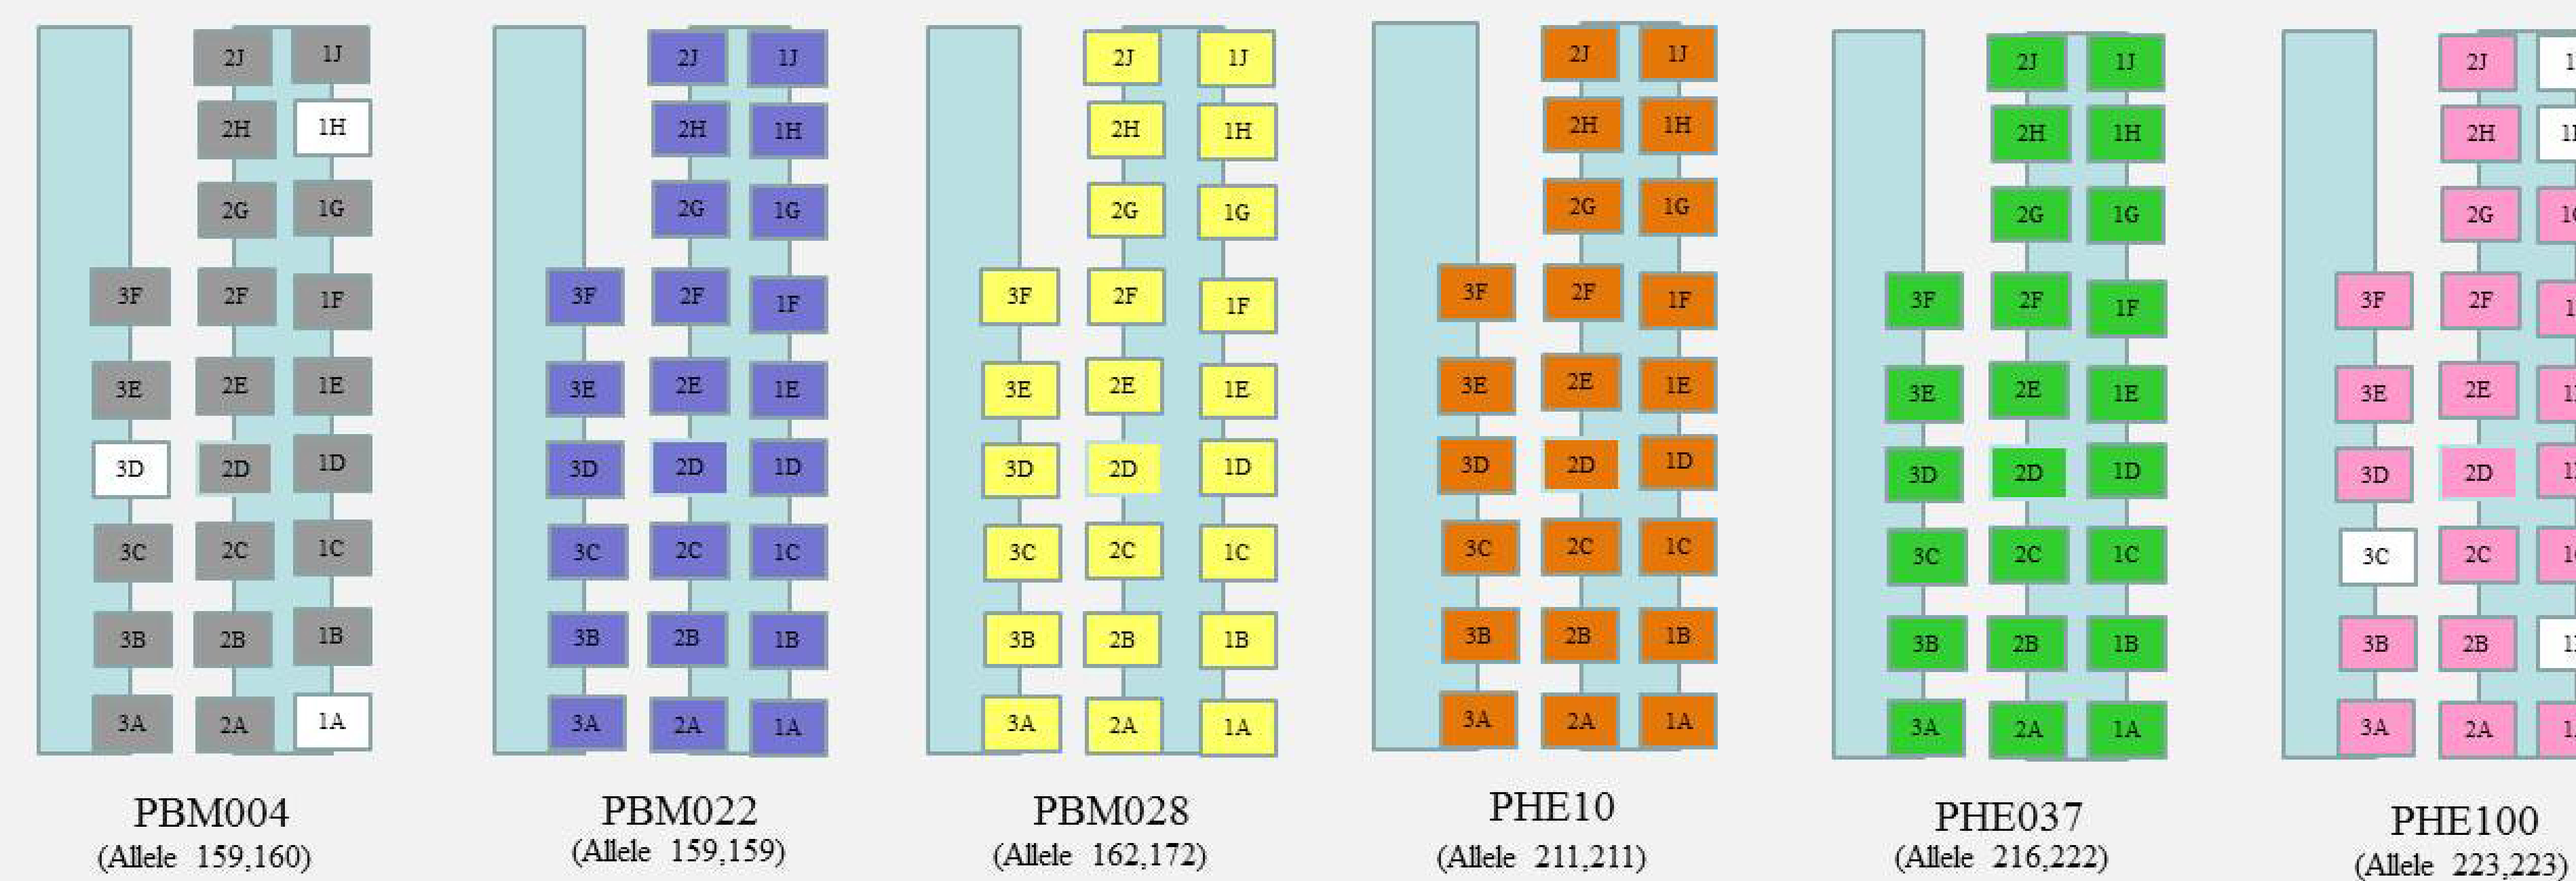 2J 1J
2H 1H
2G 1G
3F 2F 1F
3E 2E 1E
3D 2D 1D
3C 2C 1C
3B 2B 1B
3A 2A 1A
PBM004
(Allele 159,160)
2J 1J
2H 1H
2G 1G
3F 2F 1F
3E 2E 1E
3D 2D 1D
3C 2C 1C
3B 2B 1B
3A 2A 1A
PBM022
(Allele 159,159)
2J 1J
2H 1H
2G 1G
3F 2F 1F
3E 2E 1E
3D 2D 1D
3C 2C 1C
3B 2B 1B
3A 2A 1A
PBM028
(Allele 162,172)
2J 1J
2H 1H
2G 1G
3F 2F 1F
3E 2E 1E
3D 2D 1D
3C 2C 1C
3B 2B 1B
3A 2A 1A
PHE10
(Allele 211,211)
2J 1J
2H 1H
2G 1G
3F 2F 1F
3E 2E 1E
3D 2D 1D
3C 2C 1C
3B 2B 1B
3A 2A 1A
PHE037
(Allele 216,222)
2J
2H
2G
3F 2F
3E 2E
3D 2D
3C 2C
3B 2B
3A 2A
PHE100
(Allele 223,223)